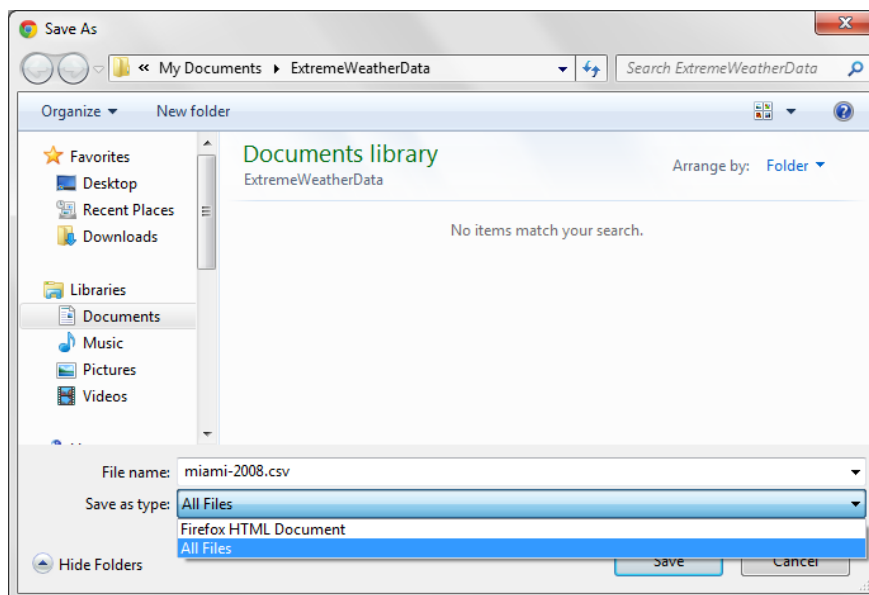 Save As
« My Documents ExtremeWeatherData
Search ExtremeWeatherData
Organize
New folder
Favorites
Desktop
Recent Places
Downloads
Libraries
Documents
Music
Pictures
Videos
Documents library
ExtremeWeatherData
Arrange by: Folder
No items match your search.
File name: miami-2008.csv
Save as type: All Files
Firefox HTML Document
All Files
Hide Folders
Save
Cancel